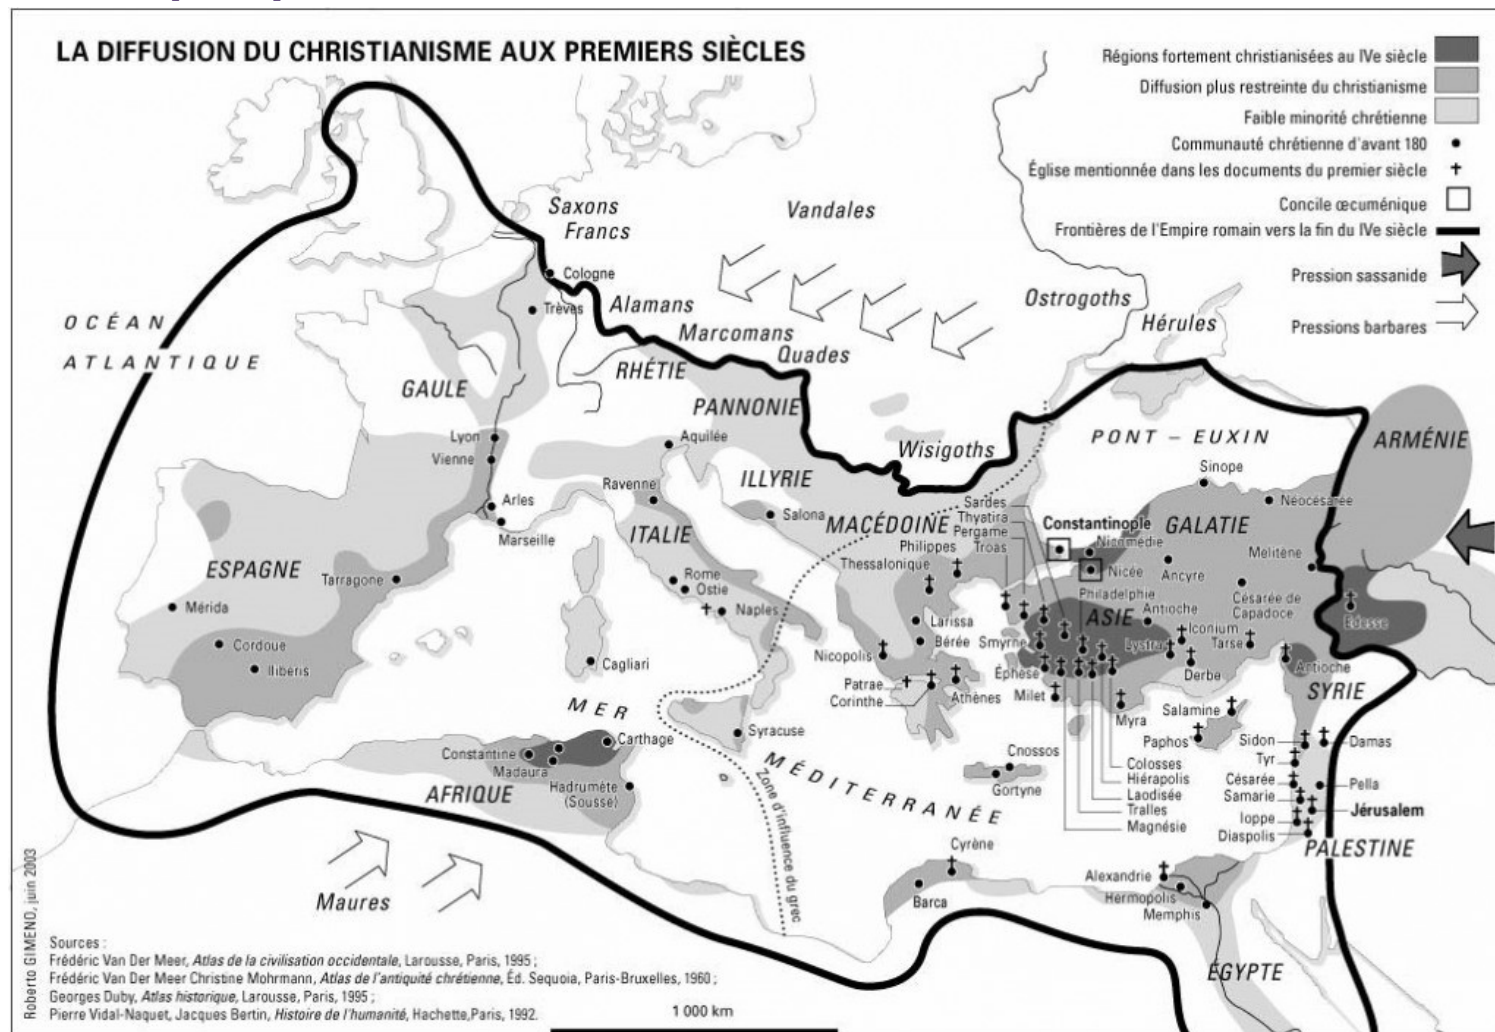 LA DIFFUSION DU CHRISTIANISME AUX PREMIERS SIÈCLES
Régions fortement christianisées au IVe siècle
Diffusion plus restreinte du christianisme
Faible minorité chrétienne
Communauté chrétienne d'avant 180
Église mentionnée dans les documents du premier siècle
Concile œcuménique
Frontières de l'Empire romain vers la fin du IVe siècle
Pression sassanide
Pressions barbares
Saxons
Francs
Vandales
Cologne
Trèves
Alamans
Marcomans
Quades
Ostrogoths
Hérules
OCÉAN
ATLANTIQUE
GAULE
RHÉTIE
PANNONIE
Wisigoths
PONT – EUXIN
ARMÉNIE
Lyon
Vienne
Aquilée
Ravenne
ILLYRIE
Salona
Sinope
Néocésarée
Arles
Marseille
ITALIE
MACÉDOINE
Sardes
Thyatira
Pergame
Troas
Constantinople
Nicomédie
Nicée
GALATIE
Mélitène
Philippes
Thessalonique
Ancyre
ESPAGNE
Tarragone
Rome
Ostie
Naples
Mérida
Cordoue
Iliberis
Cagliari
Larissa
Bérée
Nicopolis
Patrae
Corinthe
Athènes
Smyrne
Éphèse
Milet
Philadelphie
ASIE
Antioche
Césarée de
Capadoce
Iconium
Lystra
Tarse
Derbe
Edesse
Antioche
SYRIE
Myra
Salamine
Paphos
MER
MÉDITERRANÉE
Syracuse
Constantine
Carthage
Madaura
Hadrumète
(Sousse)
AFRIQUE
Zone d'influence du grec
Cnossos
Gortyne
Colosses
Hiérapolis
Laodisée
Tralles
Magnésie
Sidon
Damas
Tyr
Césarée
Pella
Samarie
Jérusalem
Ioppe
Diaspolis
PALESTINE
Maures
Cyrène
Barca
Alexandrie
Hermopolis
Memphis
ÉGYPTE
Roberto GIMENO, juin 2003
Sources :
Frédéric Van Der Meer, Atlas de la civilisation occidentale, Larousse, Paris, 1995 ;
Frédéric Van Der Meer Christine Mohrmann, Atlas de l'antiquité chrétienne, Éd. Sequoia, Paris-Bruxelles, 1960 ;
Georges Duby, Atlas historique, Larousse, Paris, 1995 ;
Pierre Vidal-Naquet, Jacques Bertin, Histoire de l'humanité, Hachette,Paris, 1992.
1 000 km